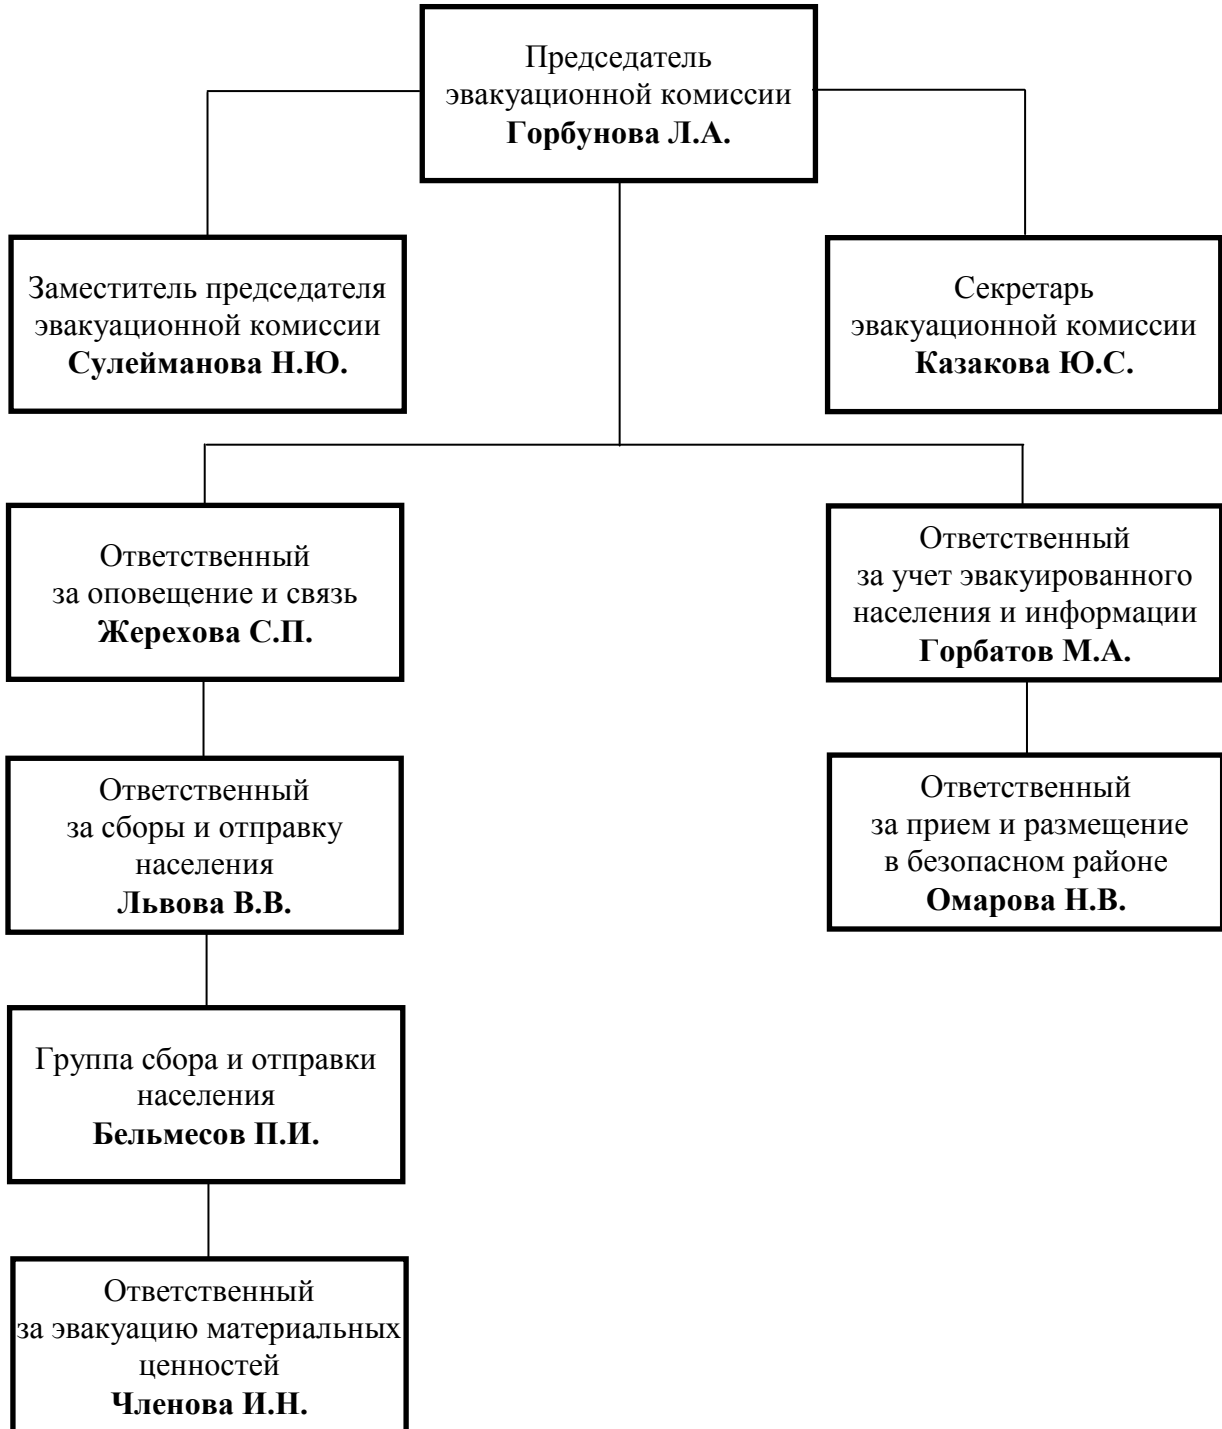 Председатель
эвакуационной комиссии
Горбунова Л.А.
Заместитель председателя
эвакуационной комиссии
Сулейманова Н.Ю.
Секретарь
эвакуационной комиссии
Казакова Ю.С.
Ответственный
за оповещение и связь
Жерехова С.П.
Ответственный
за учет эвакуированного
населения и информации
Горбатов М.А.
Ответственный
за сборы и отправку
населения
Львова В.В.
Ответственный
за прием и размещение
в безопасном районе
Омарова Н.В.
Группа сбора и отправки
населения
Бельмесов П.И.
Ответственный
за эвакуацию материальных
ценностей
Членова И.Н.